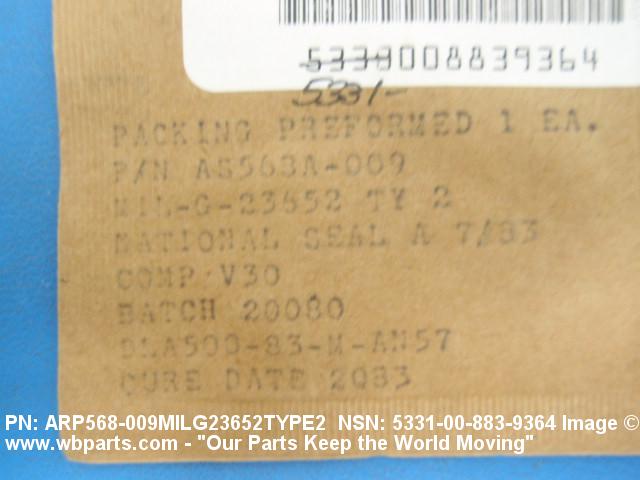 5330008839364
5331-
PACKING PREFORMED 1 EA.
P/N AS568A-009
MIL-G-23652 TY 2
NATIONAL SEAL A 7/83
COMP V30
BATCH 20080
DLA500-83-M-AN57
CURE DATE 2Q83
PN: ARP568-009MILG23652TYPE2 NSN: 5331-00-883-9364 Image ©
www.wbparts.com - "Our Parts Keep the World Moving"